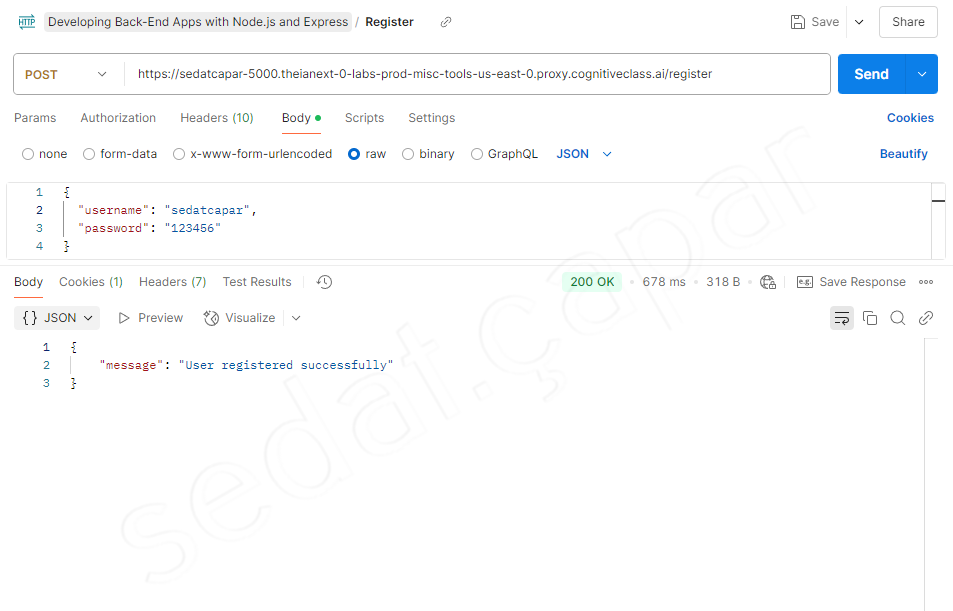 HTTP Developing Back-End Apps with Node.js and Express / Register Save Share
POST https://sedatcapar-5000.theianext-0-labs-prod-misc-tools-us-east-0.proxy.cognitiveclass.ai/register Send
Params Authorization Headers (10) Body Scripts Settings Cookies
none form-data x-www-form-urlencoded raw binary GraphQL JSON Beautify
1 {
2 "username": "sedatcapar",
3 "password": "123456"
4 }
Body Cookies (1) Headers (7) Test Results 200 OK 678 ms 318 B e.g. Save Response
{} JSON Preview Visualize
1 {
2 "message": "User registered successfully"
3 }
sedat.çapar